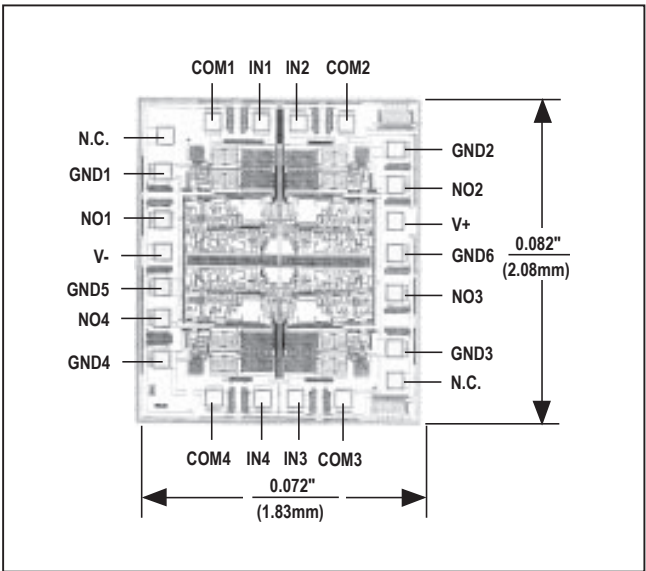 COM1 IN1 IN2 COM2
N.C.
GND1
NO1
V-
GND5
NO4
GND4
GND2
NO2
V+
GND6
NO3
GND3
N.C.
0.082"
(2.08mm)
COM4 IN4 IN3 COM3
0.072"
(1.83mm)